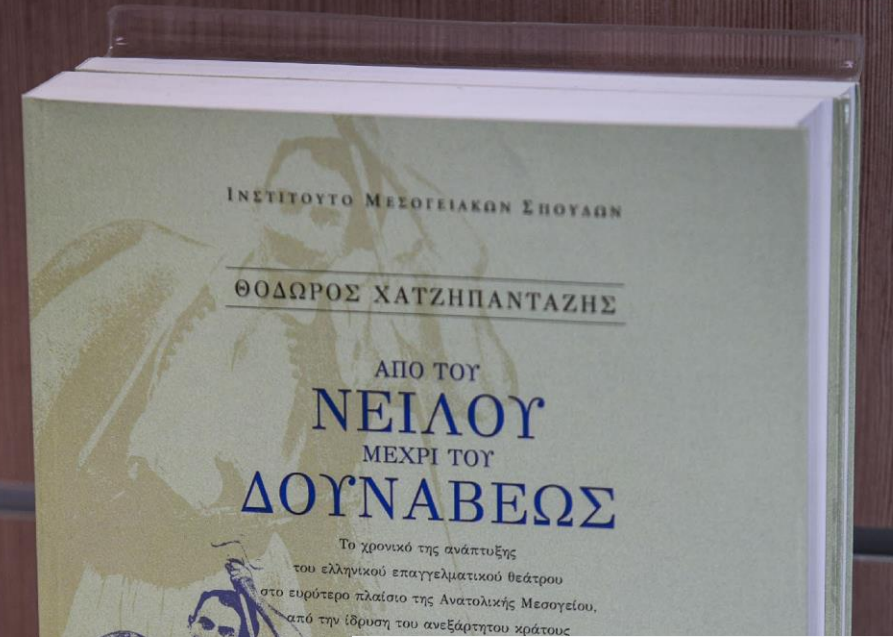 ΙΝΣΤΙΤΟΥΤΟ ΜΕΣΟΓΕΙΑΚΩΝ ΣΠΟΥΔΩΝ
ΘΟΔΩΡΟΣ ΧΑΤΖΗΠΑΝΤΑΖΗΣ
ΑΠΟ ΤΟΥ
ΝΕΙΛΟΥ
ΜΕΧΡΙ ΤΟΥ
ΔΟΥΝΑΒΕΩΣ
Το χρονικό της ανάπτυξης
του ελληνικού επαγγελματικού θεάτρου
στο ευρύτερο πλαίσιο της Ανατολικής Μεσογείου,
από την ίδρυση του ανεξάρτητου κράτους